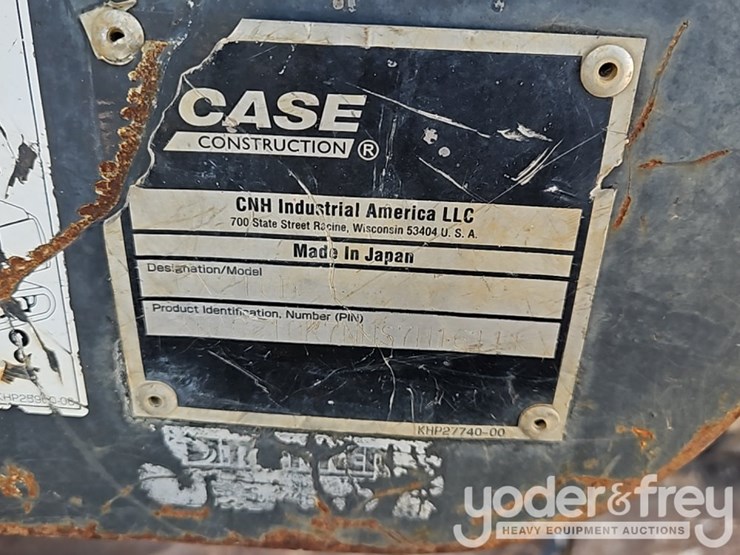 CASE
CONSTRUCTION ®
CNH Industrial America LLC
700 State Street Racine, Wisconsin 53404 U. S. A.
Made In Japan
Designation/Model
Product Identification, Number (PIN)
KHP27740-00
yoder&frey
HEAVY EQUIPMENT AUCTIONS